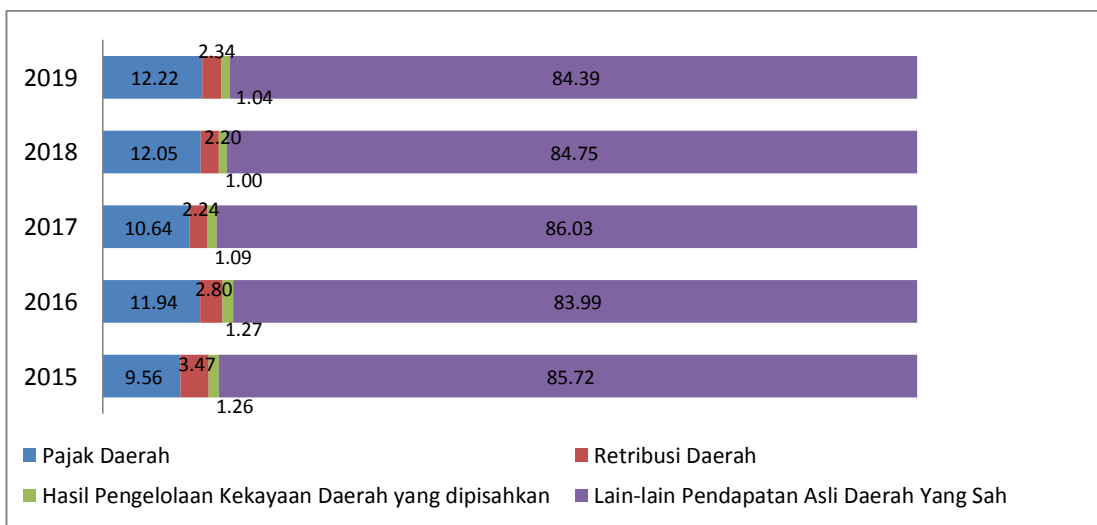 2.34
2019 12.22 84.39
1.04
2.20
2018 12.05 84.75
1.00
2.24
2017 10.64 86.03
1.09
2.80
2016 11.94 83.99
1.27
3.47
2015 9.56 85.72
1.26
Pajak Daerah Retribusi Daerah
Hasil Pengelolaan Kekayaan Daerah yang dipisahkan Lain-lain Pendapatan Asli Daerah Yang Sah